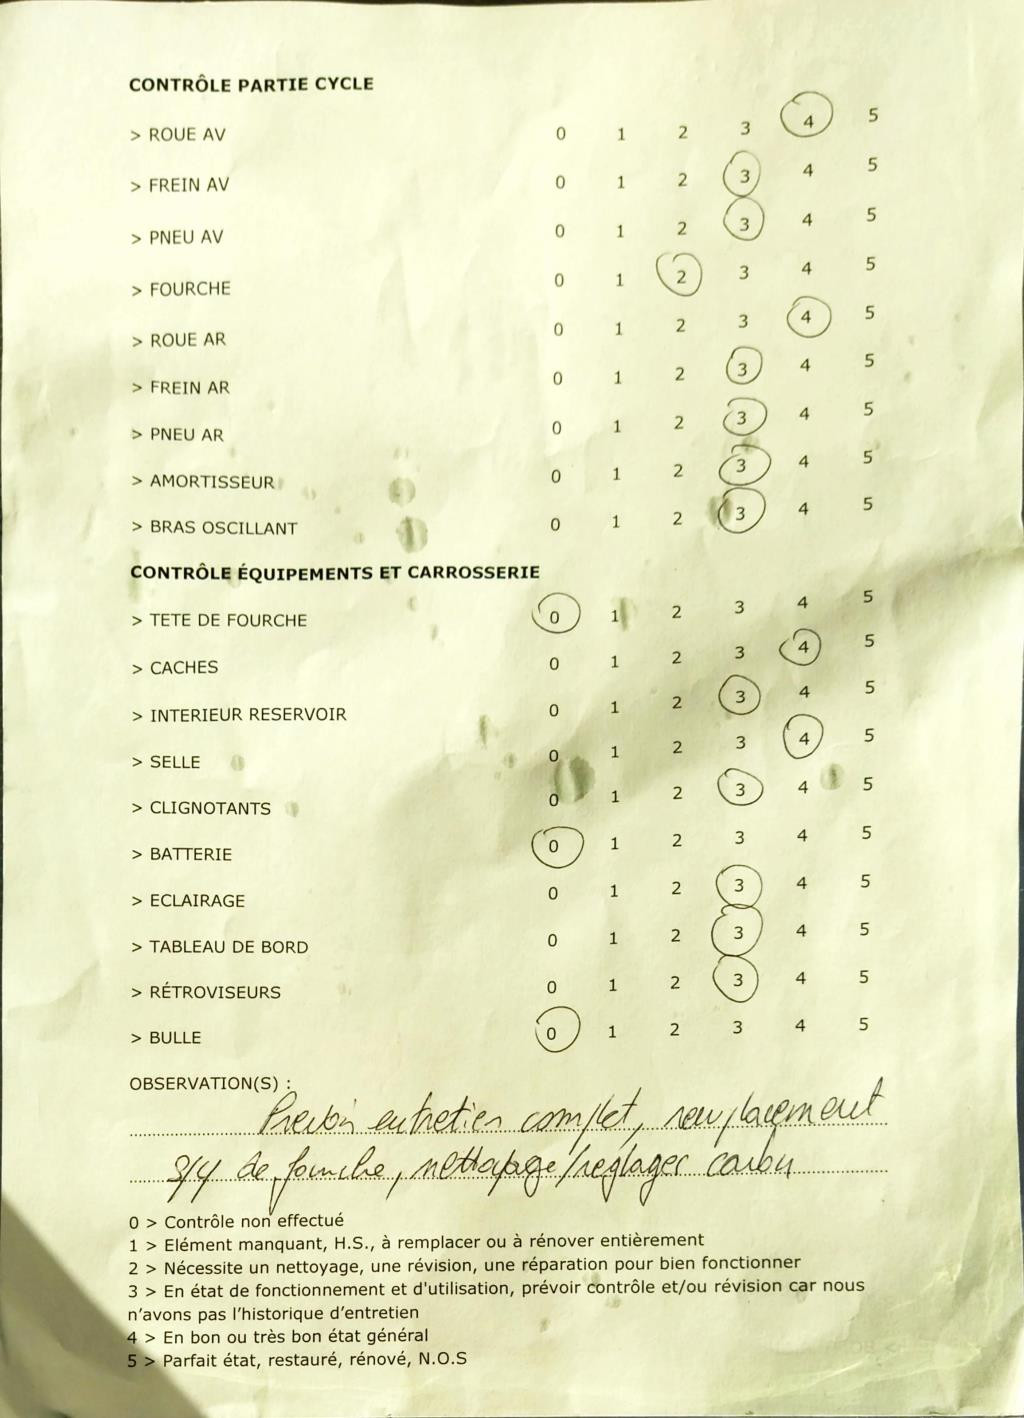 CONTRÔLE PARTIE CYCLE
> ROUE AV 0 1 2 3 4 5
> FREIN AV 0 1 2 3 4 5
> PNEU AV 0 1 2 3 4 5
> FOURCHE 0 1 2 3 4 5
> ROUE AR 0 1 2 3 4 5
> FREIN AR 0 1 2 3 4 5
> PNEU AR 0 1 2 3 4 5
> AMORTISSEUR 0 1 2 3 4 5
> BRAS OSCILLANT 0 1 2 3 4 5
CONTRÔLE ÉQUIPEMENTS ET CARROSSERIE
> TETE DE FOURCHE 0 1 2 3 4 5
> CACHES 0 1 2 3 4 5
> INTERIEUR RESERVOIR 0 1 2 3 4 5
> SELLE 0 1 2 3 4 5
> CLIGNOTANTS 0 1 2 3 4 5
> BATTERIE 0 1 2 3 4 5
> ECLAIRAGE 0 1 2 3 4 5
> TABLEAU DE BORD 0 1 2 3 4 5
> RÉTROVISEURS 0 1 2 3 4 5
> BULLE 0 1 2 3 4 5
OBSERVATION(S) :
Prévoir entretien complet, remplacement
de fourche, nettoyage/reglages carbu
0 > Contrôle non effectué
1 > Elément manquant, H.S., à remplacer ou à rénover entièrement
2 > Nécessite un nettoyage, une révision, une réparation pour bien fonctionner
3 > En état de fonctionnement et d'utilisation, prévoir contrôle et/ou révision car nous
n'avons pas l'historique d'entretien
4 > En bon ou très bon état général
5 > Parfait état, restauré, rénové, N.O.S